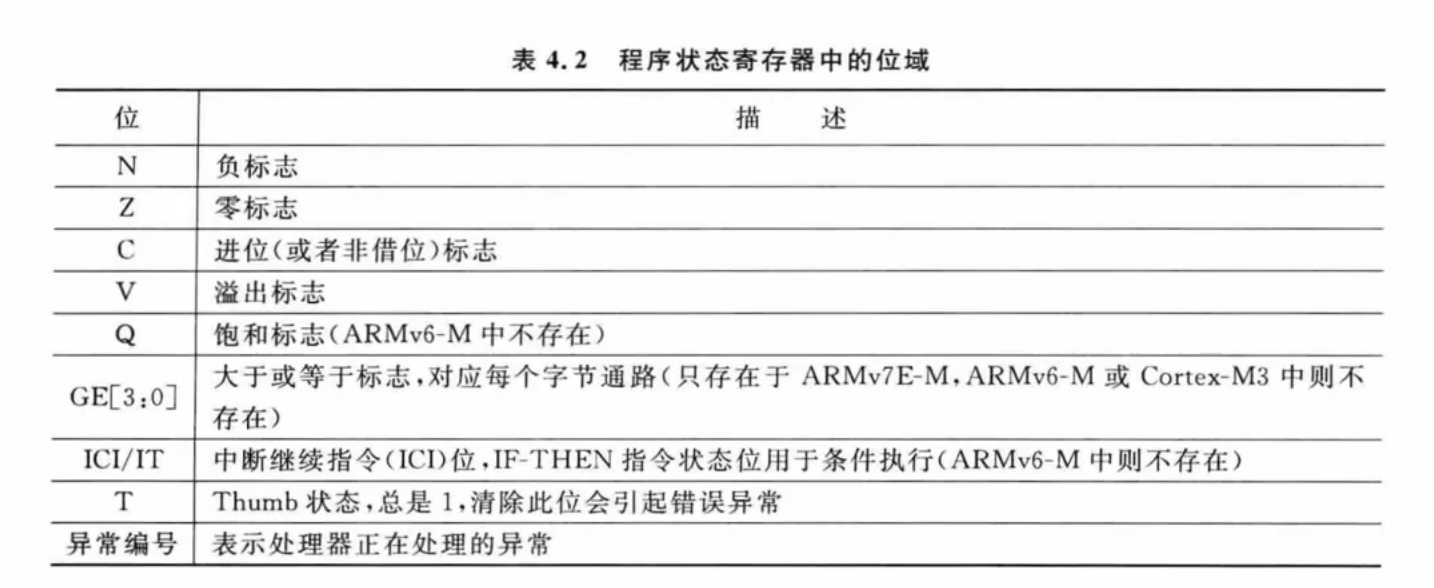 表 4.2 程序状态寄存器中的位域
位 描 述
N 负标志
Z 零标志
C 进位(或者非借位)标志
V 溢出标志
Q 饱和标志(ARMv6-M 中不存在)
GE[3:0] 大于或等于标志,对应每个字节通路(只存在于 ARMv7E-M,ARMv6-M 或 Cortex-M3 中则不
存在)
ICI/IT 中断继续指令(ICI)位,IF-THEN 指令状态位用于条件执行(ARMv6-M 中则不存在)
T Thumb 状态,总是 1,清除此位会引起错误异常
异常编号 表示处理器正在处理的异常